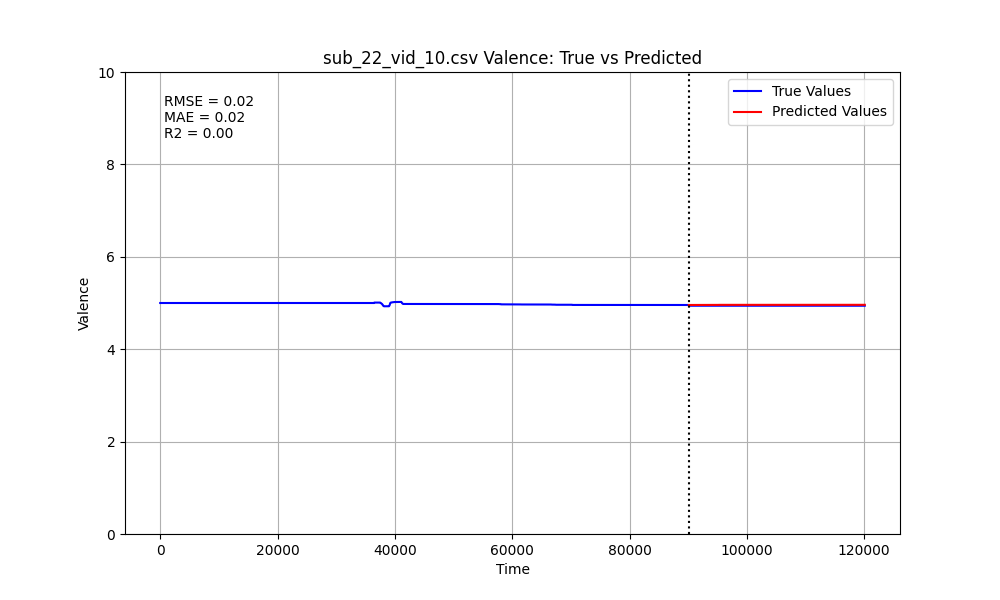 sub_22_vid_10.csv Valence: True vs Predicted
10
RMSE = 0.02
MAE = 0.02
R2 = 0.00
True Values
Predicted Values
8
6
Valence
4
2
0
0 20000 40000 60000 80000 100000 120000
Time